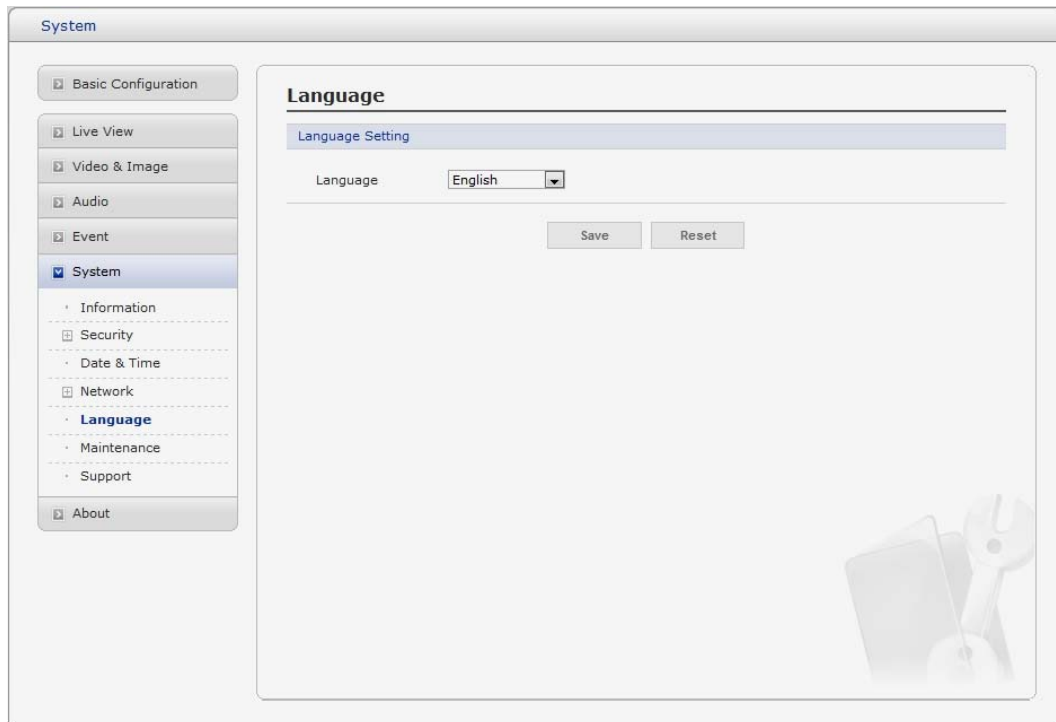 System
Basic Configuration
Live View
Video & Image
Audio
Event
System
Information
Security
Date & Time
Network
Language
Maintenance
Support
About
Language
Language Setting
Language English
Save Reset